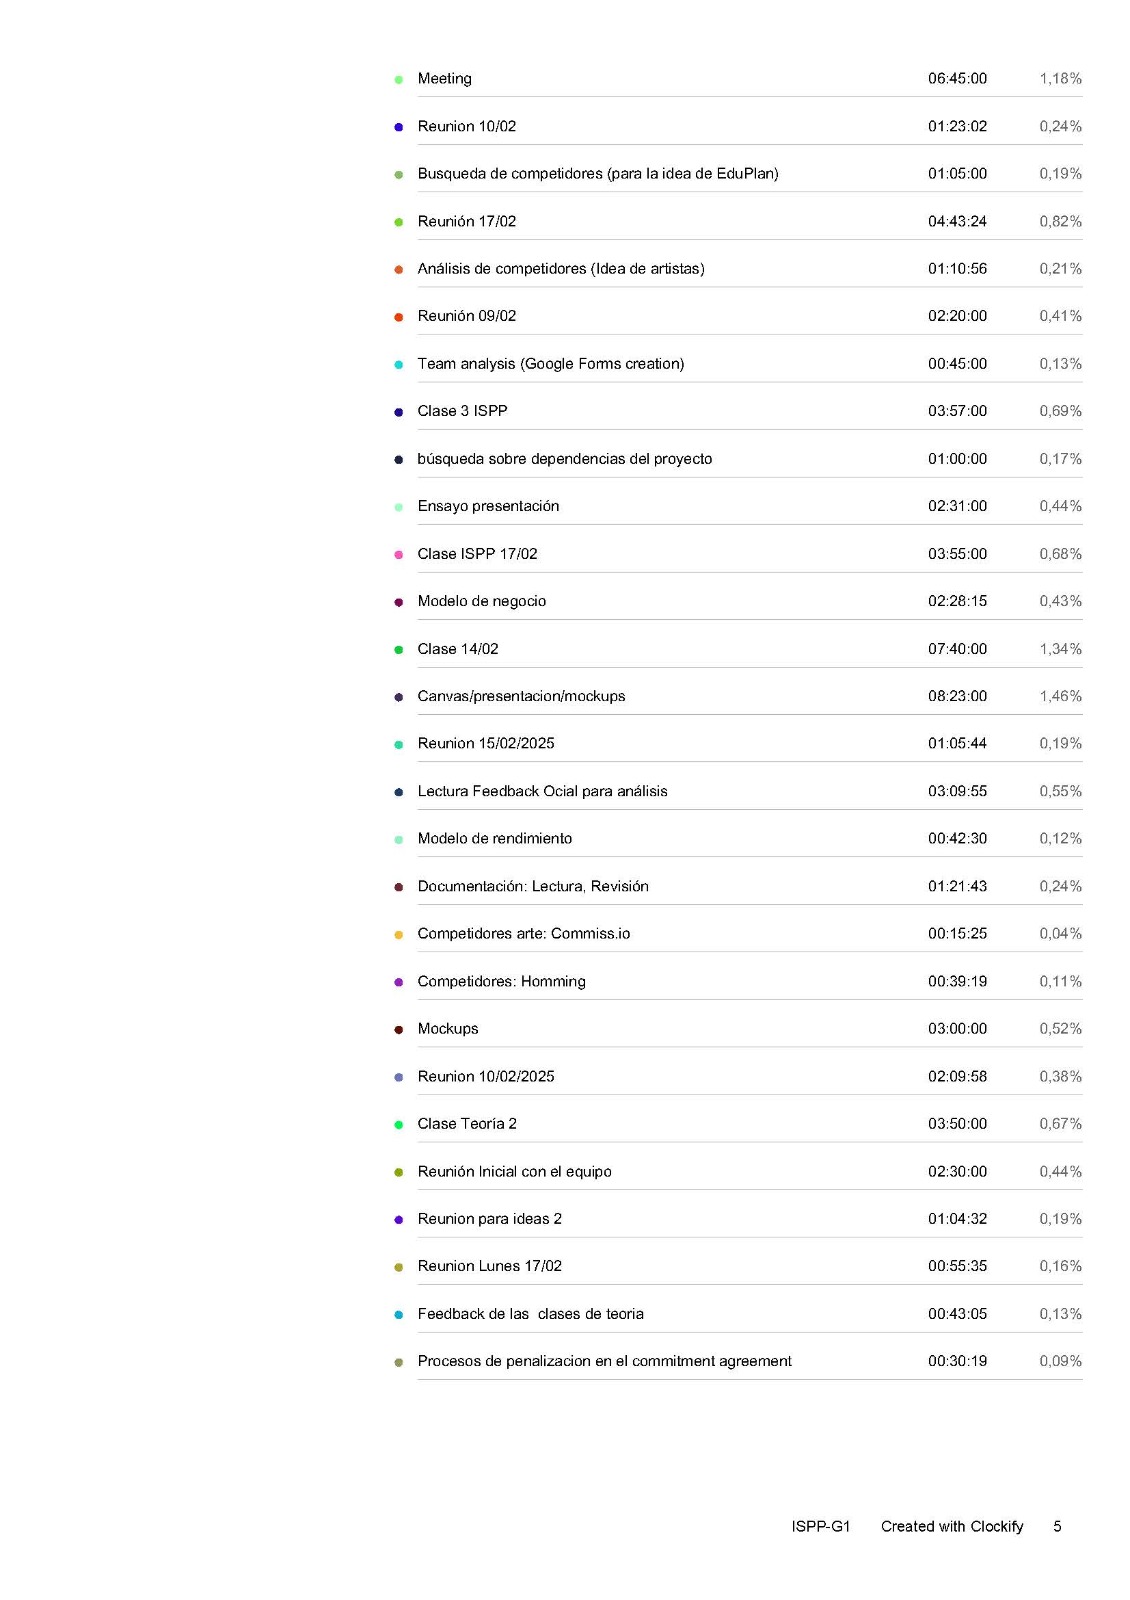 Meeting 06:45:00 1,18%
Reunion 10/02 01:23:02 0,24%
Busqueda de competidores (para la idea de EduPlan) 01:05:00 0,19%
Reunión 17/02 04:43:24 0,82%
Análisis de competidores (Idea de artistas) 01:10:56 0,21%
Reunión 09/02 02:20:00 0,41%
Team analysis (Google Forms creation) 00:45:00 0,13%
Clase 3 ISPP 03:57:00 0,69%
búsqueda sobre dependencias del proyecto 01:00:00 0,17%
Ensayo presentación 02:31:00 0,44%
Clase ISPP 17/02 03:55:00 0,68%
Modelo de negocio 02:28:15 0,43%
Clase 14/02 07:40:00 1,34%
Canvas/presentacion/mockups 08:23:00 1,46%
Reunion 15/02/2025 01:05:44 0,19%
Lectura Feedback Ocial para análisis 03:09:55 0,55%
Modelo de rendimiento 00:42:30 0,12%
Documentación: Lectura, Revisión 01:21:43 0,24%
Competidores arte: Commiss.io 00:15:25 0,04%
Competidores: Homming 00:39:19 0,11%
Mockups 03:00:00 0,52%
Reunion 10/02/2025 02:09:58 0,38%
Clase Teoría 2 03:50:00 0,67%
Reunión Inicial con el equipo 02:30:00 0,44%
Reunion para ideas 2 01:04:32 0,19%
Reunion Lunes 17/02 00:55:35 0,16%
Feedback de las  clases de teoria 00:43:05 0,13%
Procesos de penalizacion en el commitment agreement 00:30:19 0,09%
ISPP-G1 Created with Clockify 5